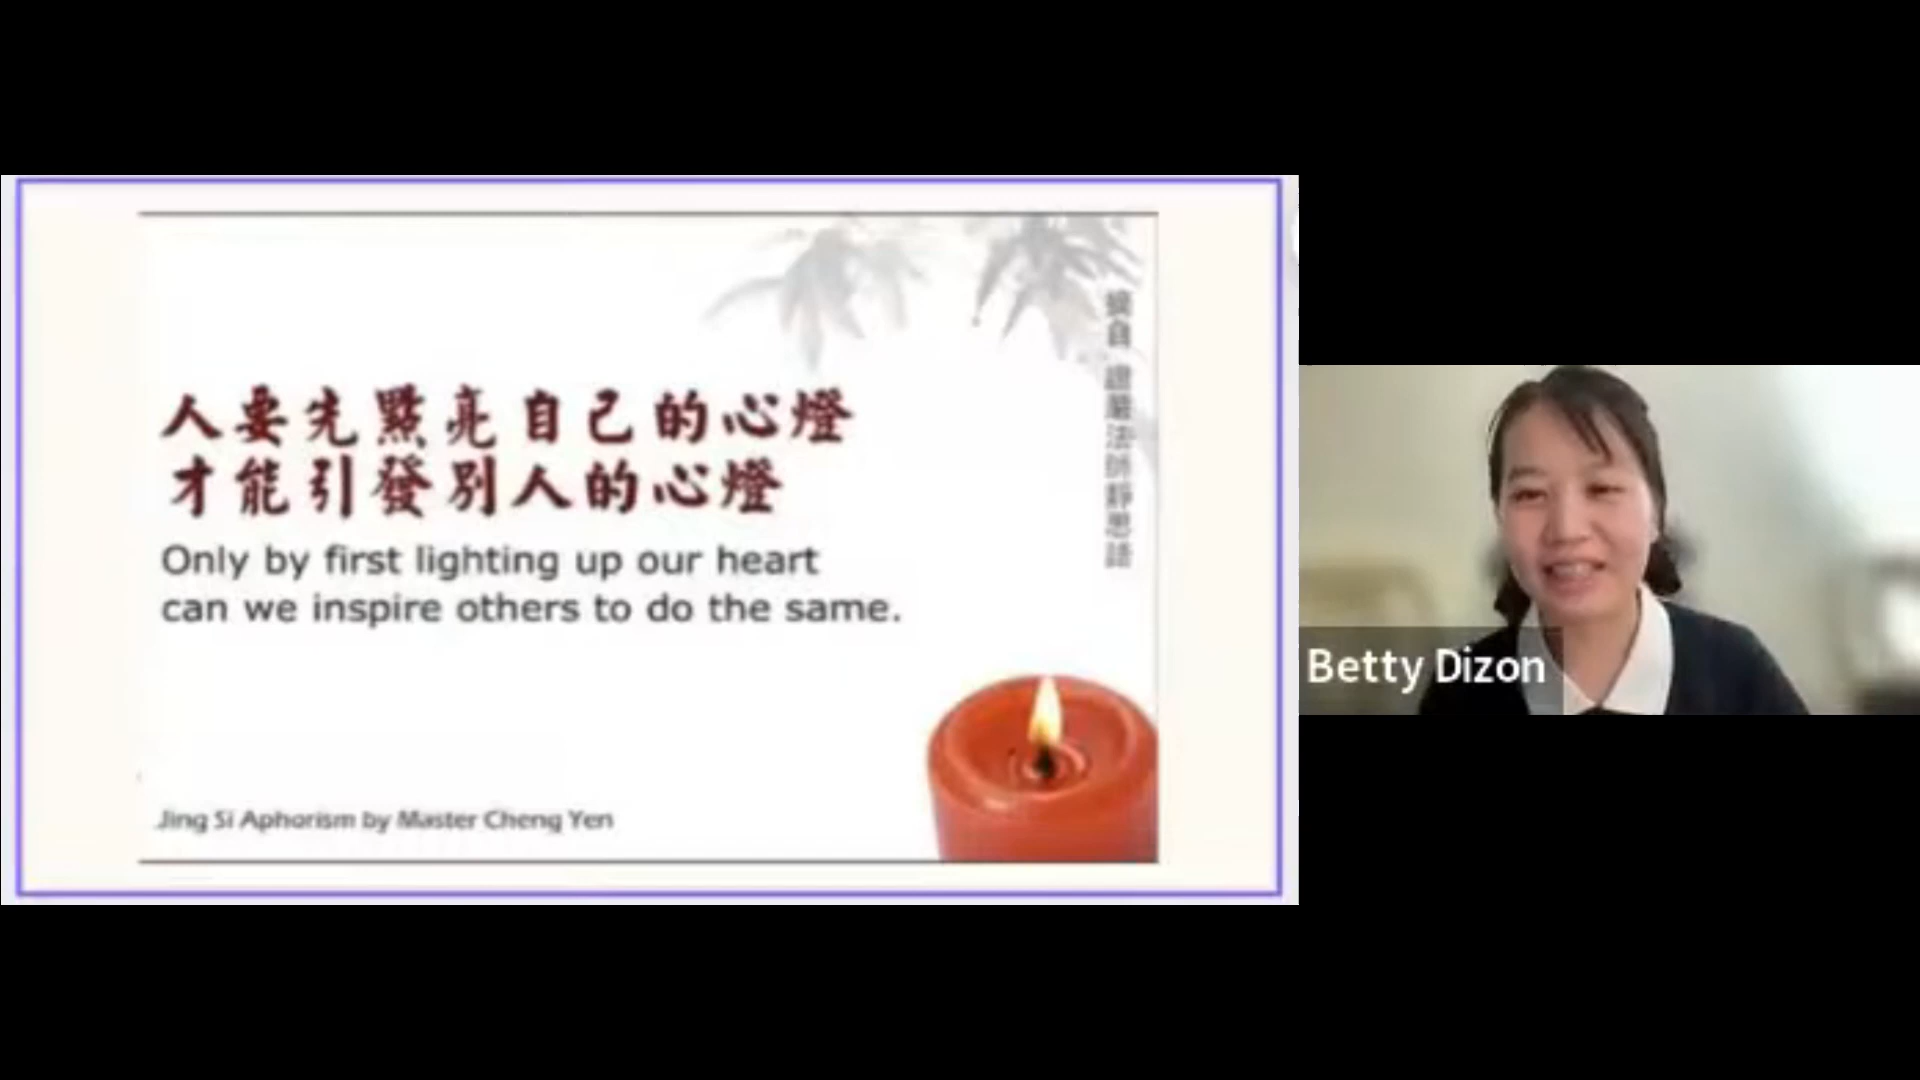 人要先點亮自己的心燈
才能引發別人的心燈
Only by first lighting up our heart
can we inspire others to do the same.
摘自 證嚴法師靜思語
Jing Si Aphorism by Master Cheng Yen
Betty Dizon